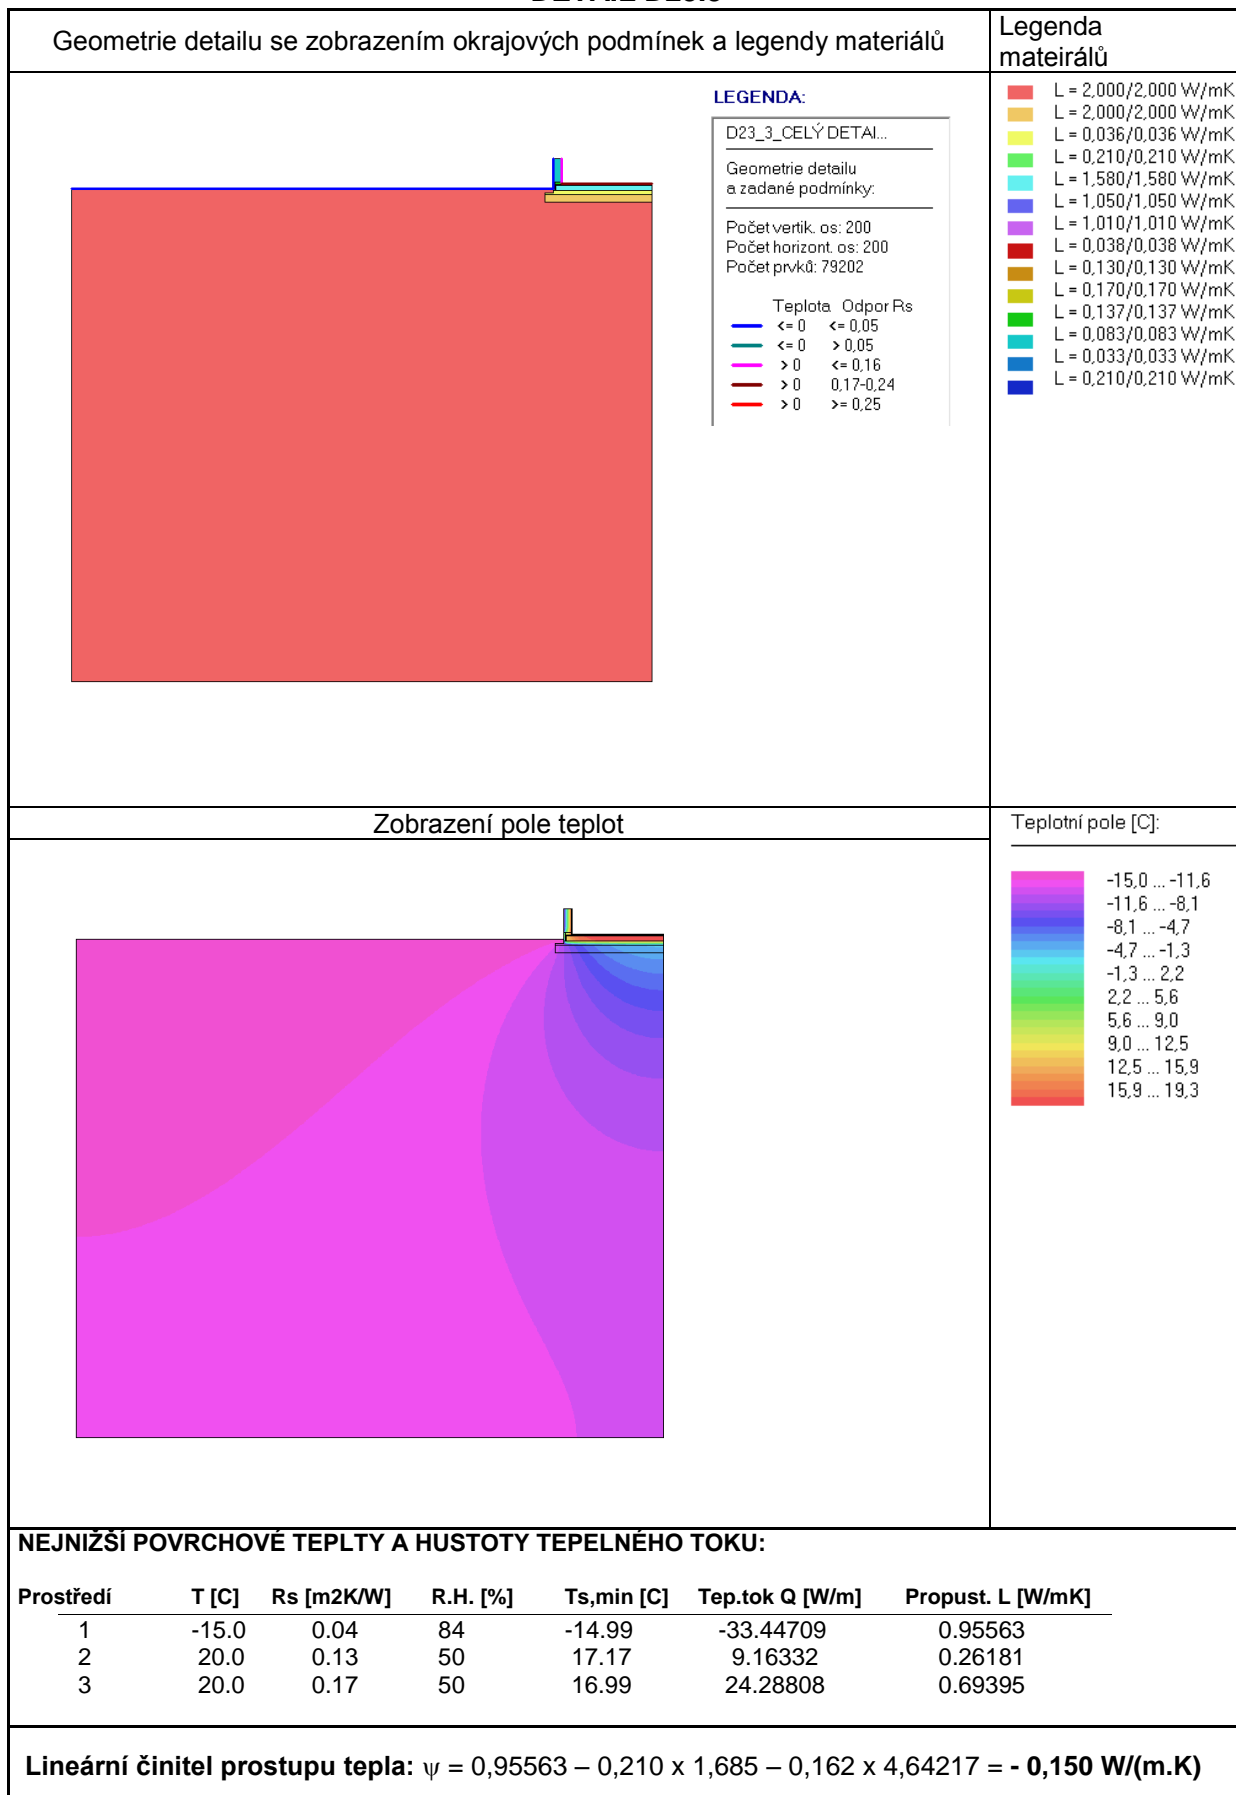 Geometrie detailu se zobrazením okrajových podmínek a legendy materiálů
Legenda
mateirálů
LEGENDA:
D23_3_CELÝ DETAI...
Geometrie detailu
a zadané podmínky:
Počet vertik. os: 200
Počet horizont. os: 200
Počet prvků: 79202
Teplota Odpor Rs
<= 0 <= 0,05
<= 0 > 0,05
> 0 <= 0,16
> 0 0,17-0,24
> 0 >= 0,25
L = 2,000/2,000 W/mK
L = 2,000/2,000 W/mK
L = 0,036/0,036 W/mK
L = 0,210/0,210 W/mK
L = 1,580/1,580 W/mK
L = 1,050/1,050 W/mK
L = 1,010/1,010 W/mK
L = 0,038/0,038 W/mK
L = 0,130/0,130 W/mK
L = 0,170/0,170 W/mK
L = 0,137/0,137 W/mK
L = 0,083/0,083 W/mK
L = 0,033/0,033 W/mK
L = 0,210/0,210 W/mK
Zobrazení pole teplot
Teplotní pole [C]:
-15,0 ... -11,6
-11,6 ... -8,1
-8,1 ... -4,7
-4,7 ... -1,3
-1,3 ... 2,2
2,2 ... 5,6
5,6 ... 9,0
9,0 ... 12,5
12,5 ... 15,9
15,9 ... 19,3
NEJNIŽŠÍ POVRCHOVÉ TEPLTY A HUSTOTY TEPELNÉHO TOKU:
Prostředí T [C] Rs [m2K/W] R.H. [%] Ts,min [C] Tep.tok Q [W/m] Propust. L [W/mK]
1 -15.0 0.04 84 -14.99 -33.44709 0.95563
2 20.0 0.13 50 17.17 9.16332 0.26181
3 20.0 0.17 50 16.99 24.28808 0.69395
Lineární činitel prostupu tepla: ψ = 0,95563 – 0,210 x 1,685 – 0,162 x 4,64217 = - 0,150 W/(m.K)